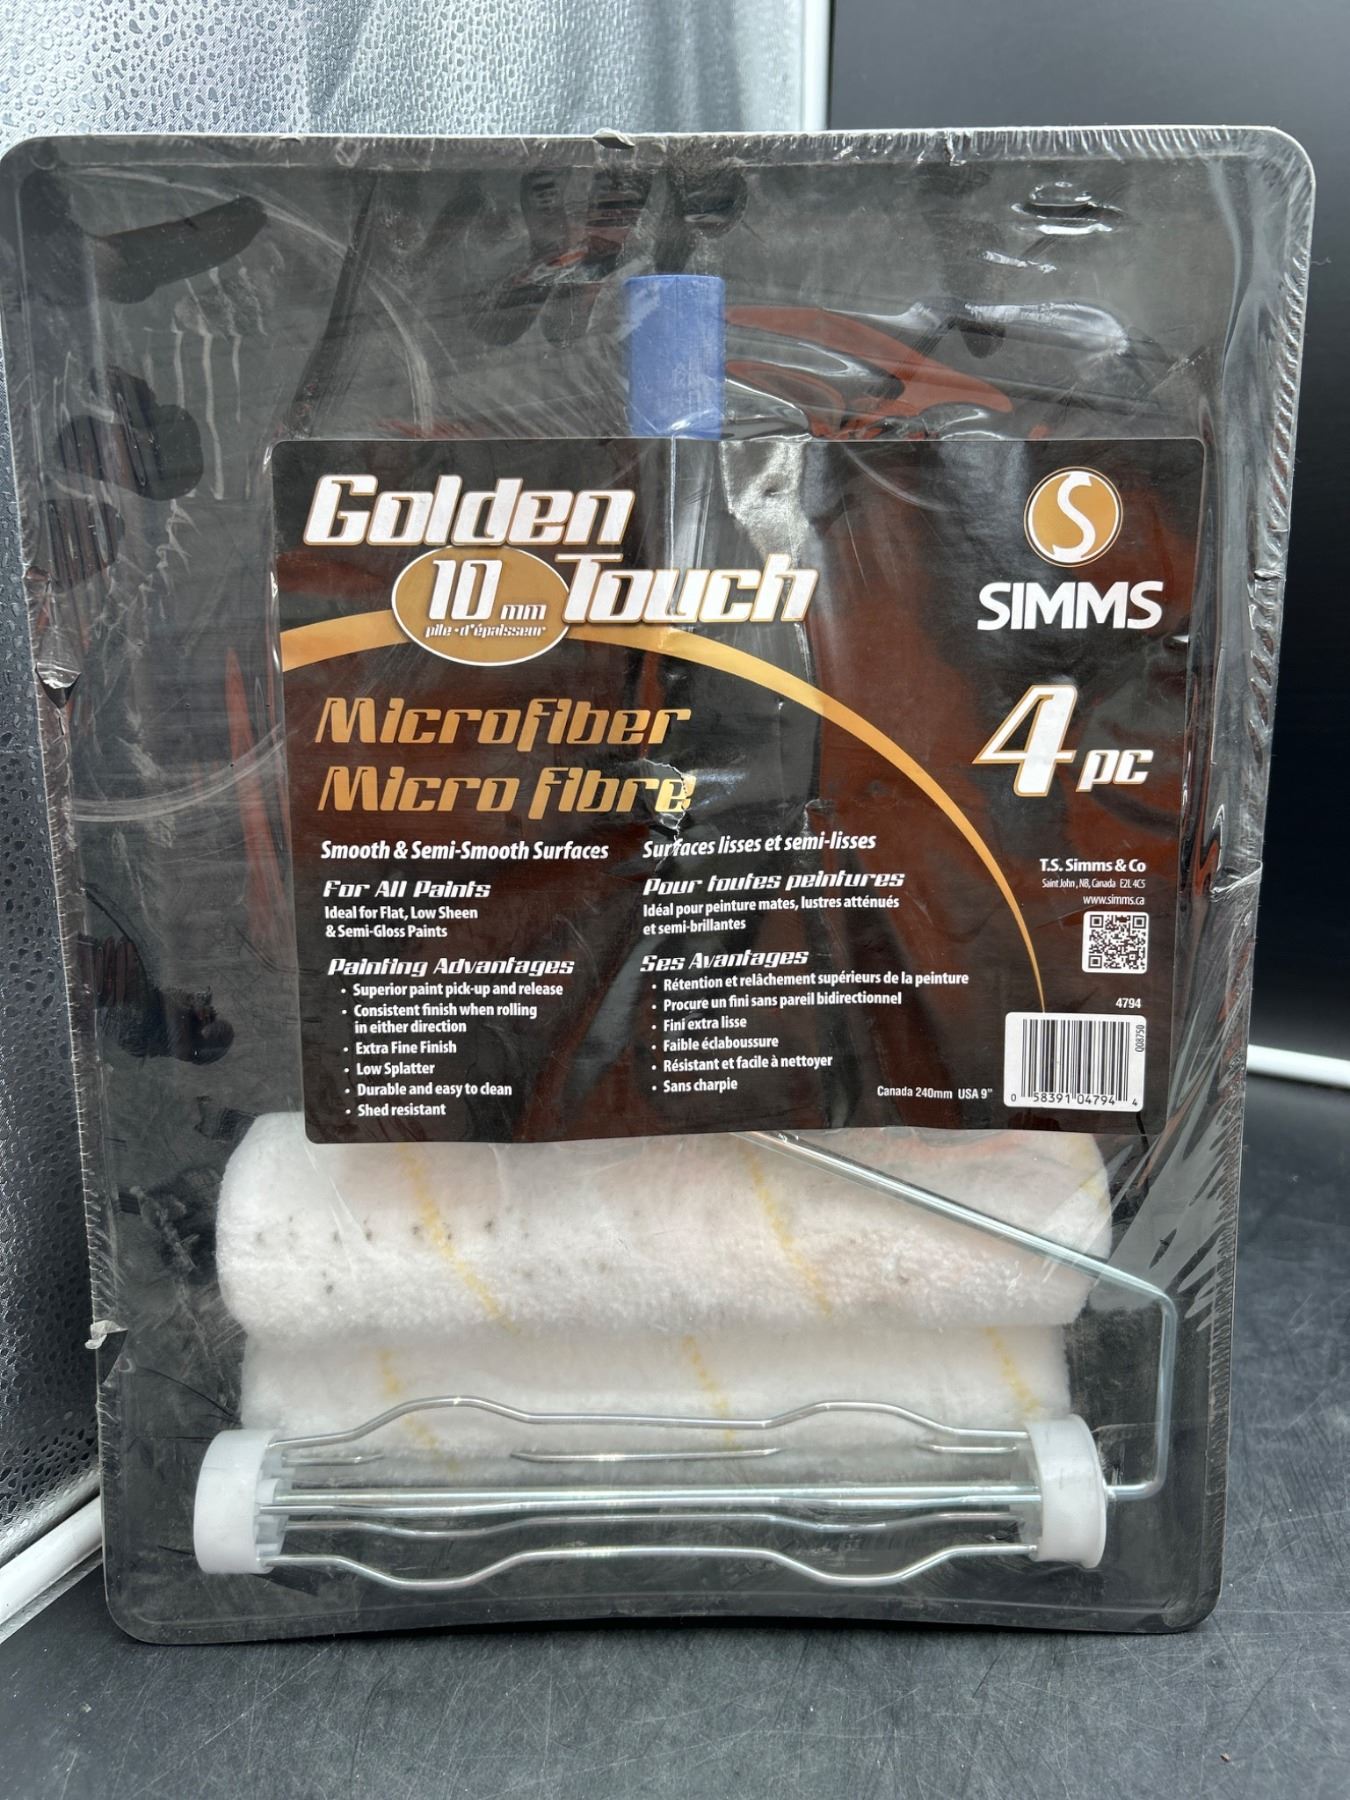 Golden
10 mm Touch
pile • d'épaisseur
SIMMS
Microfiber
Micro fibre
4 pc
Smooth & Semi-Smooth Surfaces
For All Paints
Ideal for Flat, Low Sheen
& Semi-Gloss Paints
Painting Advantages
• Superior paint pick-up and release
• Consistent finish when rolling
in either direction
• Extra Fine Finish
• Low Splatter
• Durable and easy to clean
• Shed resistant
Surfaces lisses et semi-lisses
Pour toutes peintures
Idéal pour peinture mates, lustres atténués
et semi-brillantes
Ses Avantages
• Rétention et relâchement supérieurs de la peinture
• Procure un fini sans pareil bidirectionnel
• Fini extra lisse
• Faible éclaboussure
• Résistant et facile à nettoyer
• Sans charpie
T.S. Simms & Co
Saint John, NB, Canada E2L 4C5
www.simms.ca
4794
Q08750
0 58391 04794 4
Canada 240mm USA 9"